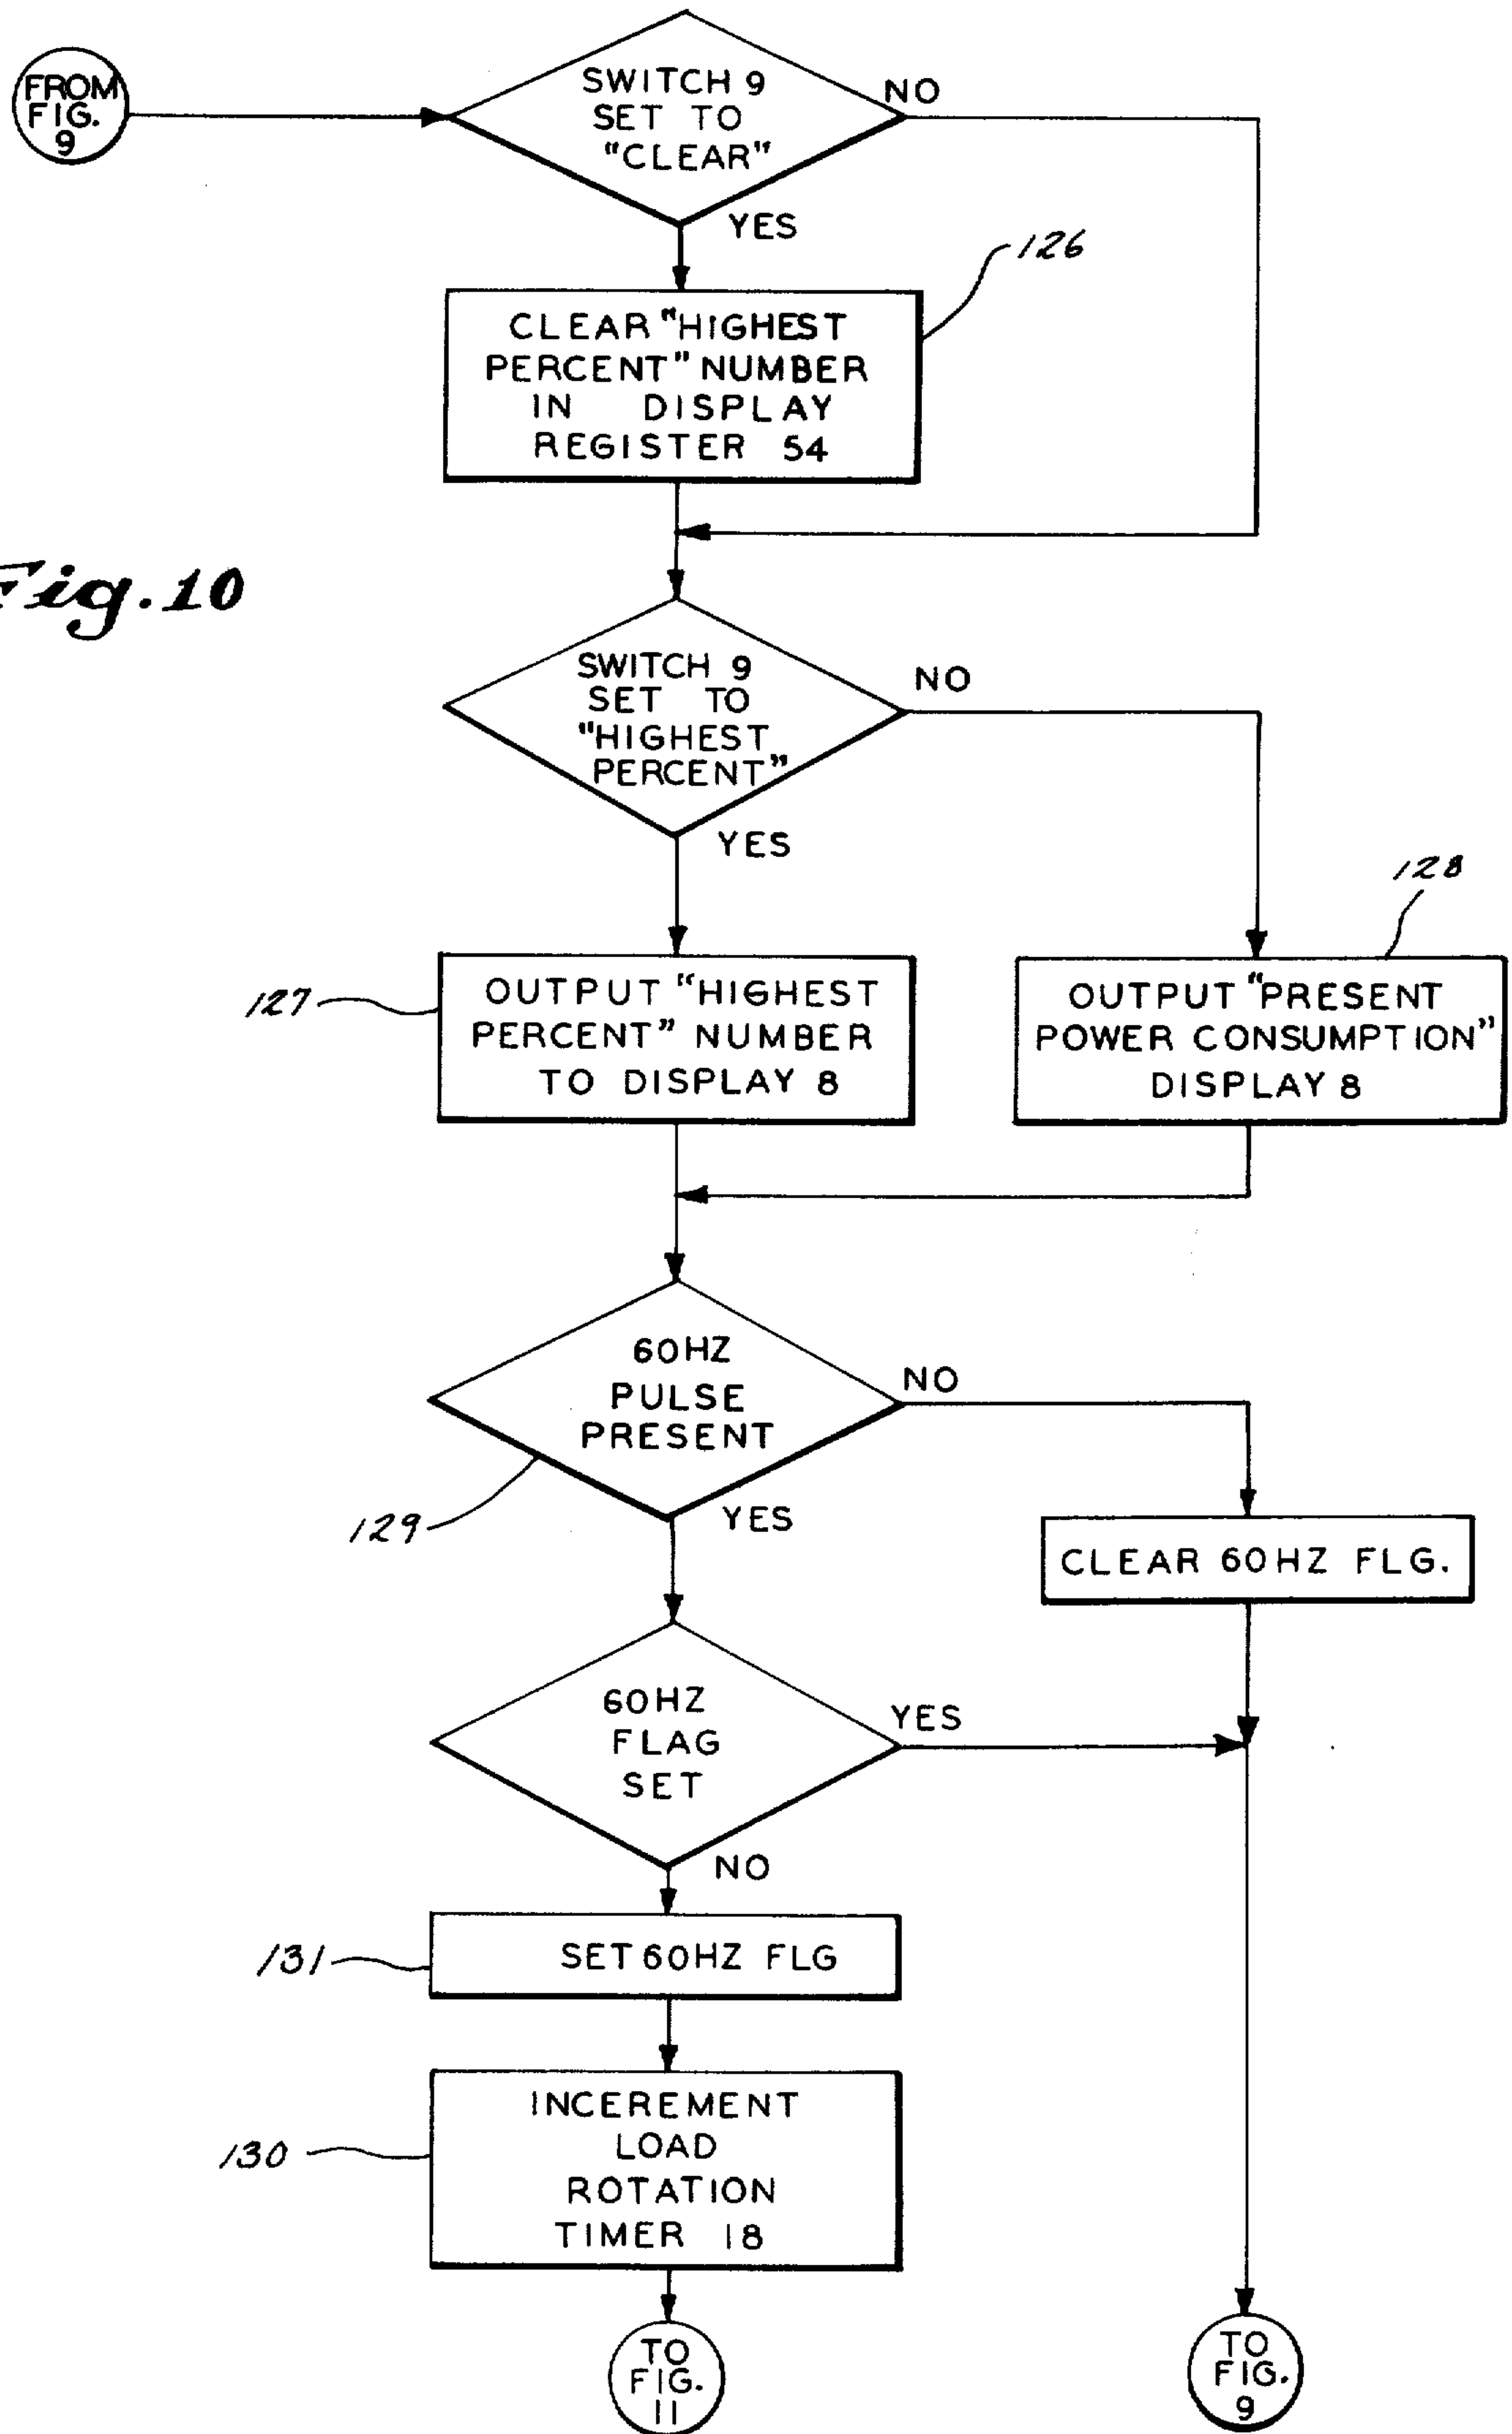 FROM
FIG.
9
SWITCH 9
SET TO
"CLEAR"
NO
YES
126
CLEAR "HIGHEST
PERCENT" NUMBER
IN DISPLAY
REGISTER 54
Fig. 10
SWITCH 9
SET TO
"HIGHEST
PERCENT"
NO
YES
128
127
OUTPUT "HIGHEST
PERCENT" NUMBER
TO DISPLAY 8
OUTPUT "PRESENT
POWER CONSUMPTION"
DISPLAY 8
60HZ
PULSE
PRESENT
NO
129
YES
CLEAR 60HZ FLG.
60HZ
FLAG
SET
YES
NO
131
SET 60HZ FLG
130
INCEREMENT
LOAD
ROTATION
TIMER 18
TO
FIG.
11
TO
FIG.
9